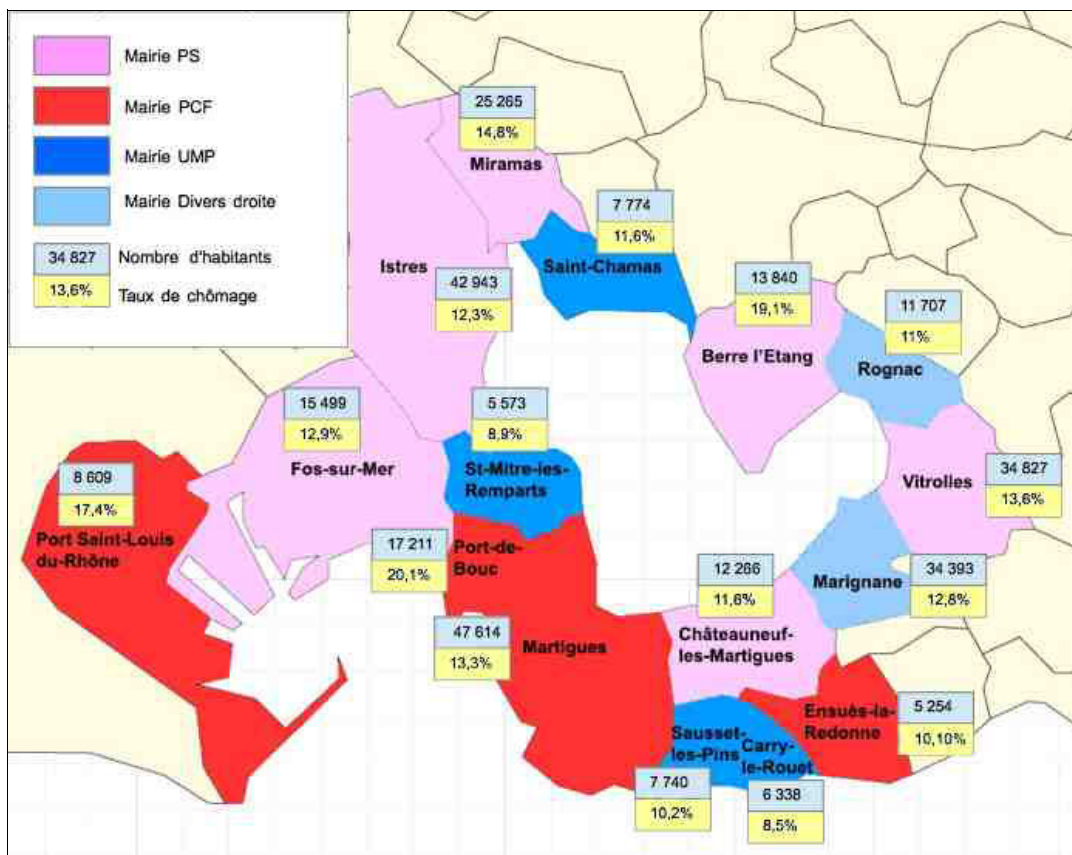 Mairie PS
Mairie PCF
Mairie UMP
Mairie Divers droite
34 827 Nombre d'habitants
13,6% Taux de chômage
25 265
14,8%
Miramas
7 774
11,6%
Saint-Chamas
Istres
42 943
12,3%
13 840
19,1%
Berre l'Etang
11 707
11%
Rognac
15 499
12,9%
Fos-sur-Mer
5 573
8,9%
St-Mitre-les-
Remparts
34 827
13,6%
Vitrolles
8 609
17,4%
Port Saint-Louis
du-Rhône
17 211
20,1%
Port-de-
Bouc
12 266
11,6%
Châteauneuf-
les-Martigues
Marignane
34 393
12,8%
47 614
13,3%
Martigues
Ensuès-la-
Redonne
5 254
10,10%
Sausset-
les-Pins
7 740
10,2%
Carry-
le-Rouet
6 338
8,5%